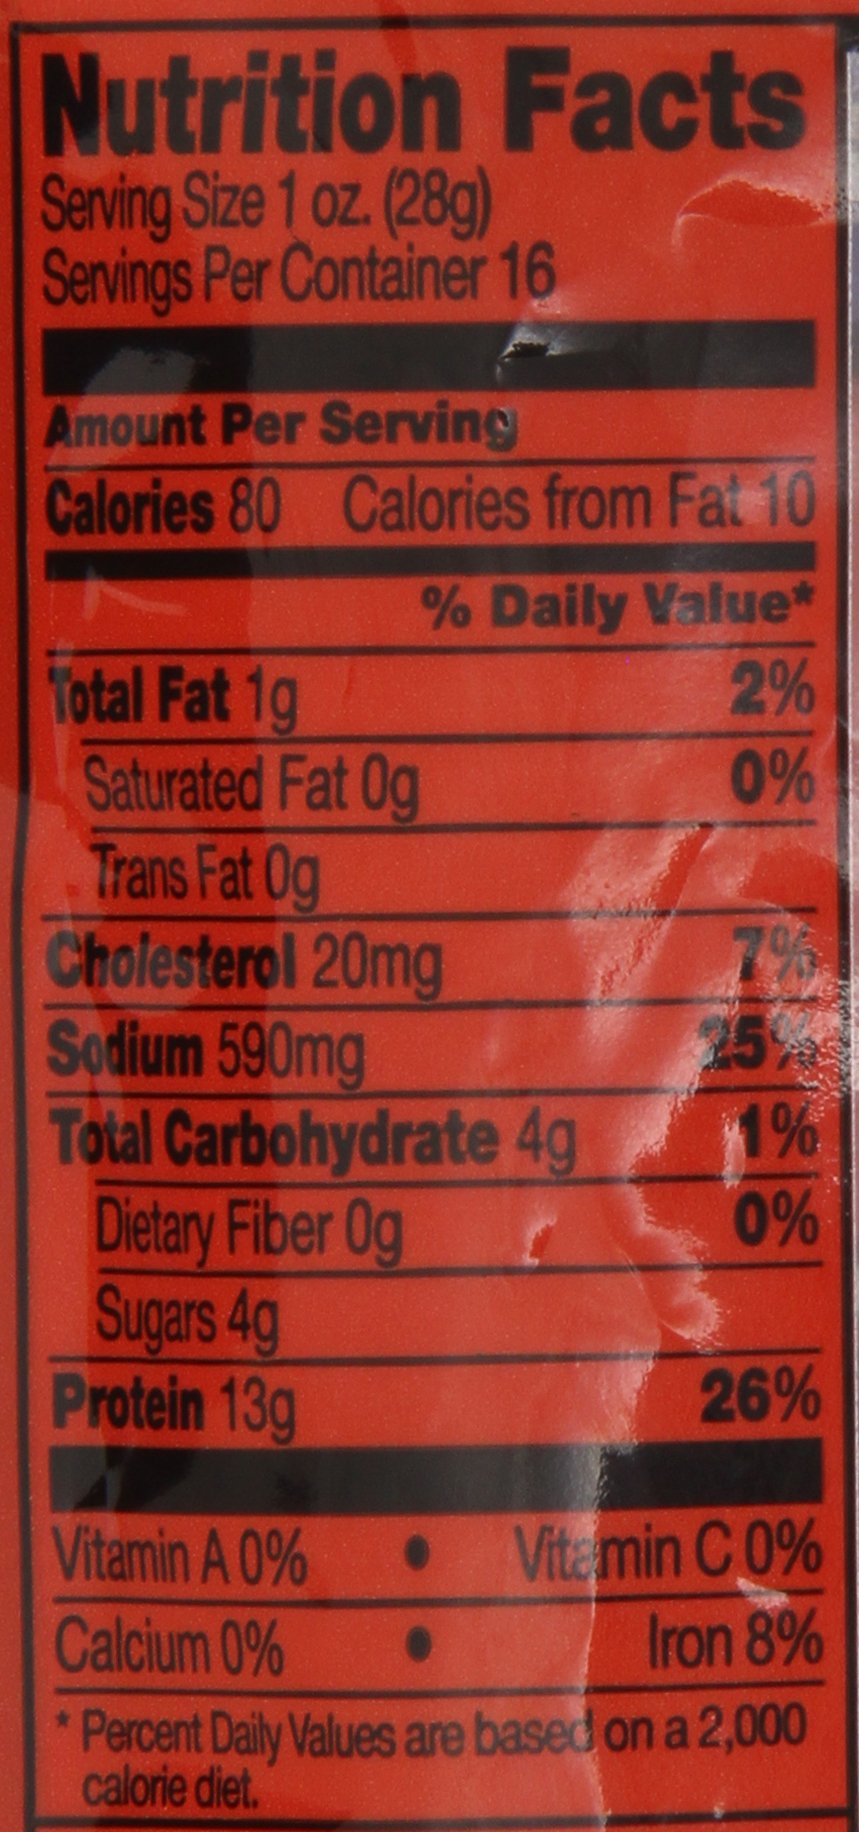 Nutrition Facts
Serving Size 1 oz. (28g)
Servings Per Container 16
Amount Per Serving
Calories 80 Calories from Fat 10
% Daily Value*
Total Fat 1g 2%
Saturated Fat 0g 0%
Trans Fat 0g
Cholesterol 20mg 7%
Sodium 590mg 25%
Total Carbohydrate 4g 1%
Dietary Fiber 0g 0%
Sugars 4g
Protein 13g 26%
Vitamin A 0% • Vitamin C 0%
Calcium 0% • Iron 8%
* Percent Daily Values are based on a 2,000
calorie diet.